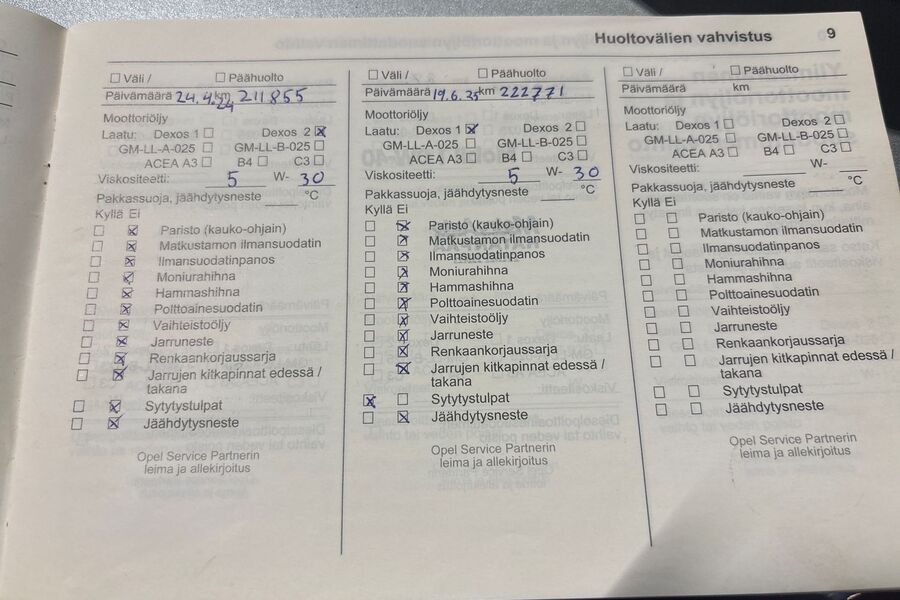 Huoltovälien vahvistus 9
☐ Väli / ☐ Päähuolto
Päivämäärä 24.4.24 km 211855
Moottoriöljy
Laatu: Dexos 1 ☐ Dexos 2 ☒
GM-LL-A-025 ☐ GM-LL-B-025 ☐
ACEA A3 ☐ B4 ☐ C3 ☐
Viskositeetti: 5 W- 30
Pakkassuoja, jäähdytysneste ____ °C
Kyllä Ei
☐ ☒ Paristo (kauko-ohjain)
☐ ☒ Matkustamon ilmansuodatin
☐ ☒ Ilmansuodatinpanos
☐ ☒ Moniurahihna
☐ ☒ Hammashihna
☐ ☒ Polttoainesuodatin
☐ ☒ Vaihteistoöljy
☐ ☒ Jarruneste
☐ ☒ Renkaankorjaussarja
☐ ☒ Jarrujen kitkapinnat edessä /
takana
☐ ☒ Sytytystulpat
☐ ☒ Jäähdytysneste
Opel Service Partnerin
leima ja allekirjoitus
☐ Väli / ☐ Päähuolto
Päivämäärä 19.6.25 km 222771
Moottoriöljy
Laatu: Dexos 1 ☒ Dexos 2 ☐
GM-LL-A-025 ☐ GM-LL-B-025 ☐
ACEA A3 ☐ B4 ☐ C3 ☐
Viskositeetti: 5 W- 30
Pakkassuoja, jäähdytysneste ____ °C
Kyllä Ei
☐ ☒ Paristo (kauko-ohjain)
☐ ☒ Matkustamon ilmansuodatin
☐ ☒ Ilmansuodatinpanos
☐ ☒ Moniurahihna
☐ ☒ Hammashihna
☐ ☒ Polttoainesuodatin
☐ ☒ Vaihteistoöljy
☐ ☒ Jarruneste
☐ ☒ Renkaankorjaussarja
☐ ☒ Jarrujen kitkapinnat edessä /
takana
☒ ☐ Sytytystulpat
☐ ☒ Jäähdytysneste
Opel Service Partnerin
leima ja allekirjoitus
☐ Väli / ☐ Päähuolto
Päivämäärä km
Moottoriöljy
Laatu: Dexos 1 ☐ Dexos 2 ☐
GM-LL-A-025 ☐ GM-LL-B-025 ☐
ACEA A3 ☐ B4 ☐ C3 ☐
Viskositeetti: ____ W- ____
Pakkassuoja, jäähdytysneste ____ °C
Kyllä Ei
☐ ☐ Paristo (kauko-ohjain)
☐ ☐ Matkustamon ilmansuodatin
☐ ☐ Ilmansuodatinpanos
☐ ☐ Moniurahihna
☐ ☐ Hammashihna
☐ ☐ Polttoainesuodatin
☐ ☐ Vaihteistoöljy
☐ ☐ Jarruneste
☐ ☐ Renkaankorjaussarja
☐ ☐ Jarrujen kitkapinnat edessä /
takana
☐ ☐ Sytytystulpat
☐ ☐ Jäähdytysneste
Opel Service Partnerin
leima ja allekirjoitus